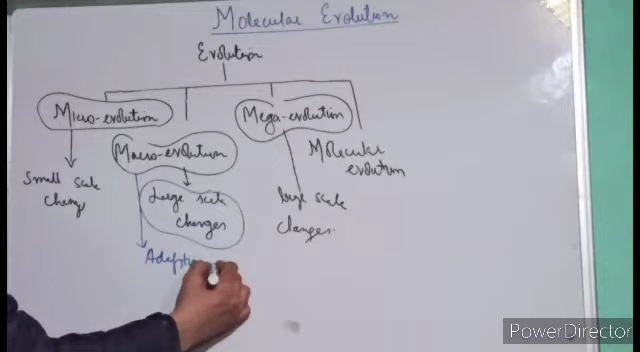 Molecular Evolution
Evolution
Micro-evolution
Mega-evolution
Macro-evolution
Molecular
evolution
Small scale
change
Large scale
changes
large scale
changes.
Adapt
PowerDirector